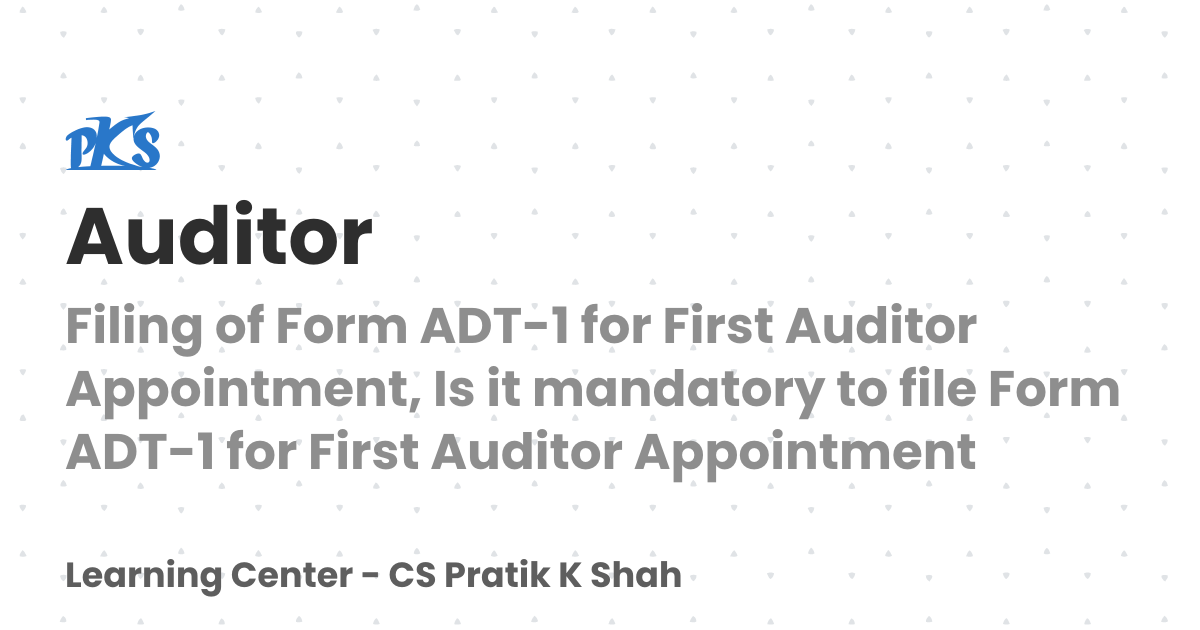 PKS
Auditor
Filing of Form ADT-1 for First Auditor
Appointment, Is it mandatory to file Form
ADT-1 for First Auditor Appointment
Learning Center - CS Pratik K Shah